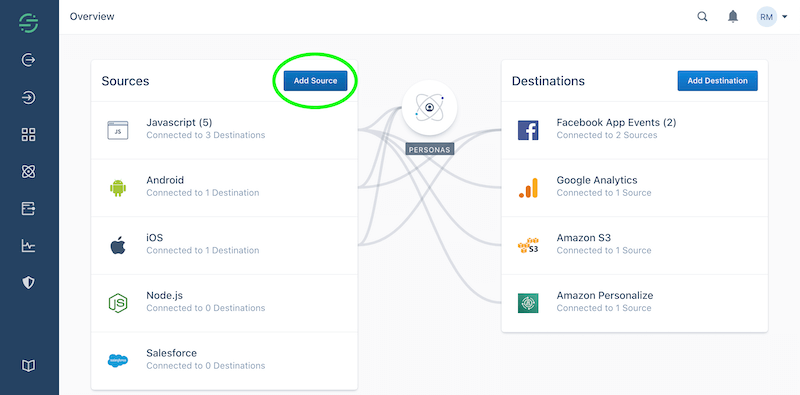 Overview
RM
Sources
Add Source
JS
Javascript (5)
Connected to 3 Destinations
Android
Connected to 1 Destination
iOS
Connected to 1 Destination
Node.js
Connected to 0 Destinations
salesforce
Salesforce
Connected to 0 Destinations
PERSONAS
Destinations
Add Destination
Facebook App Events (2)
Connected to 2 Sources
Google Analytics
Connected to 1 Source
S3
Amazon S3
Connected to 1 Source
Amazon Personalize
Connected to 1 Source